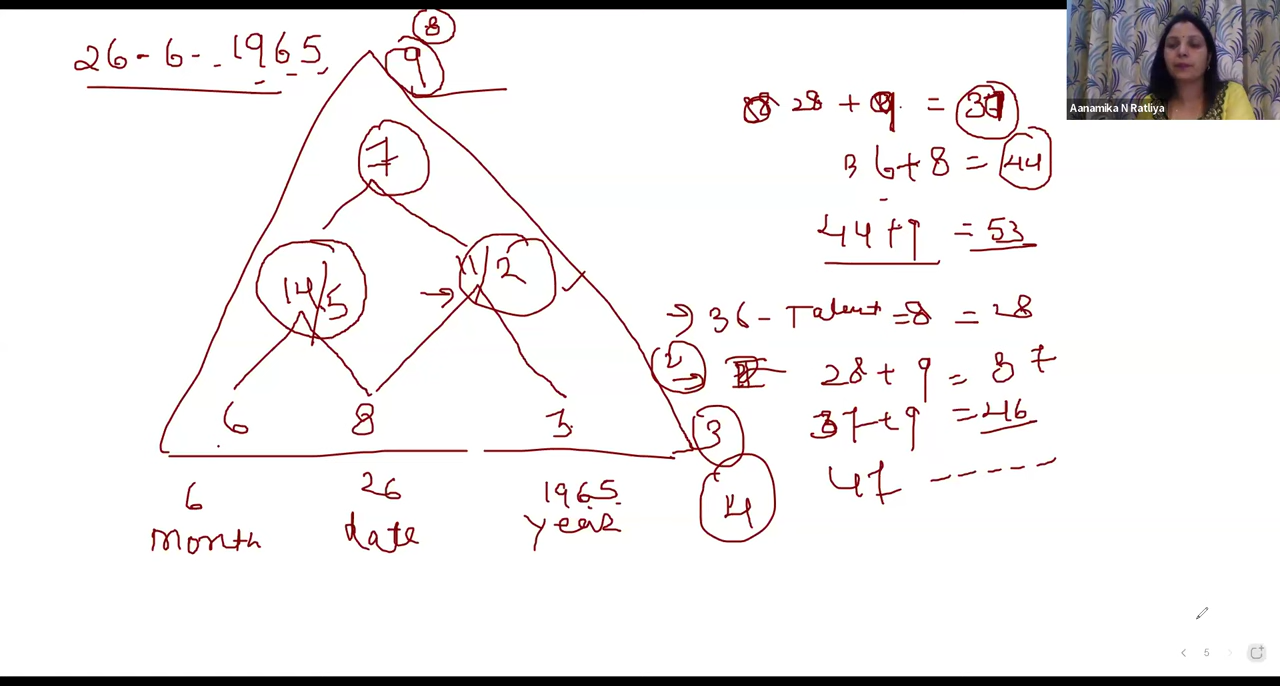 26 - 6 - 1965
8
9
7
14/5
11/2
6 8 3
6 26 1965
Month date year
28 + 9 = 37
36 + 8 = 44
44 + 9 = 53
→ 36 - Talent = 8 = 28
2 → 28 + 9 = 37
3 37 + 9 = 46
4 47 -----
Aanamika N Ratliya
5